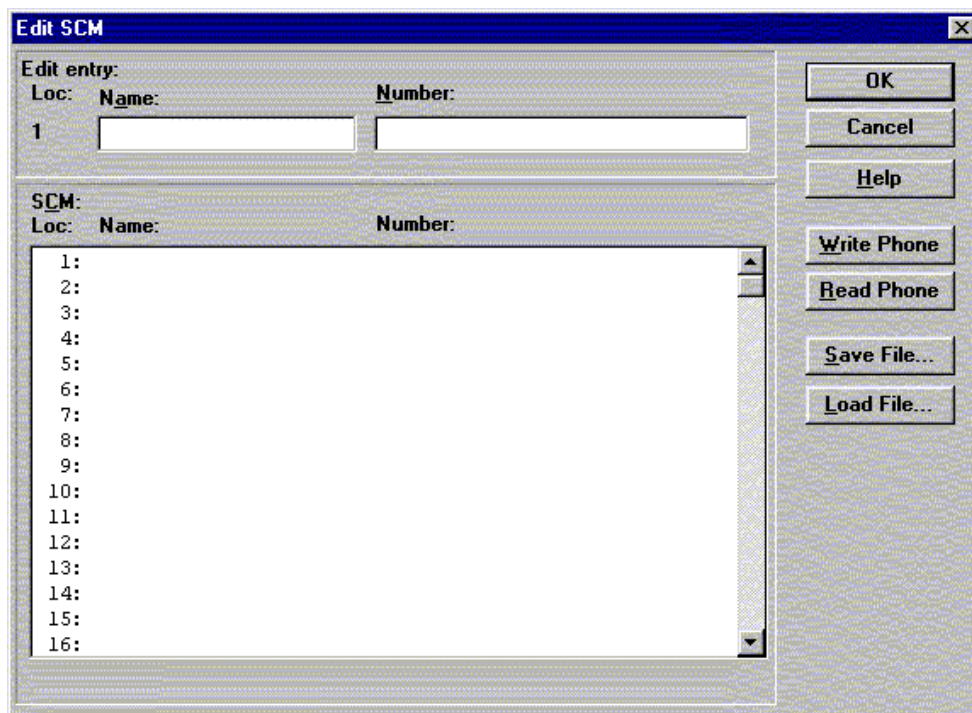 Edit SCM
Edit entry:
Loc: Name: Number:
1
SCM:
Loc: Name: Number:
1:
2:
3:
4:
5:
6:
7:
8:
9:
10:
11:
12:
13:
14:
15:
16:
OK
Cancel
Help
Write Phone
Read Phone
Save File...
Load File...